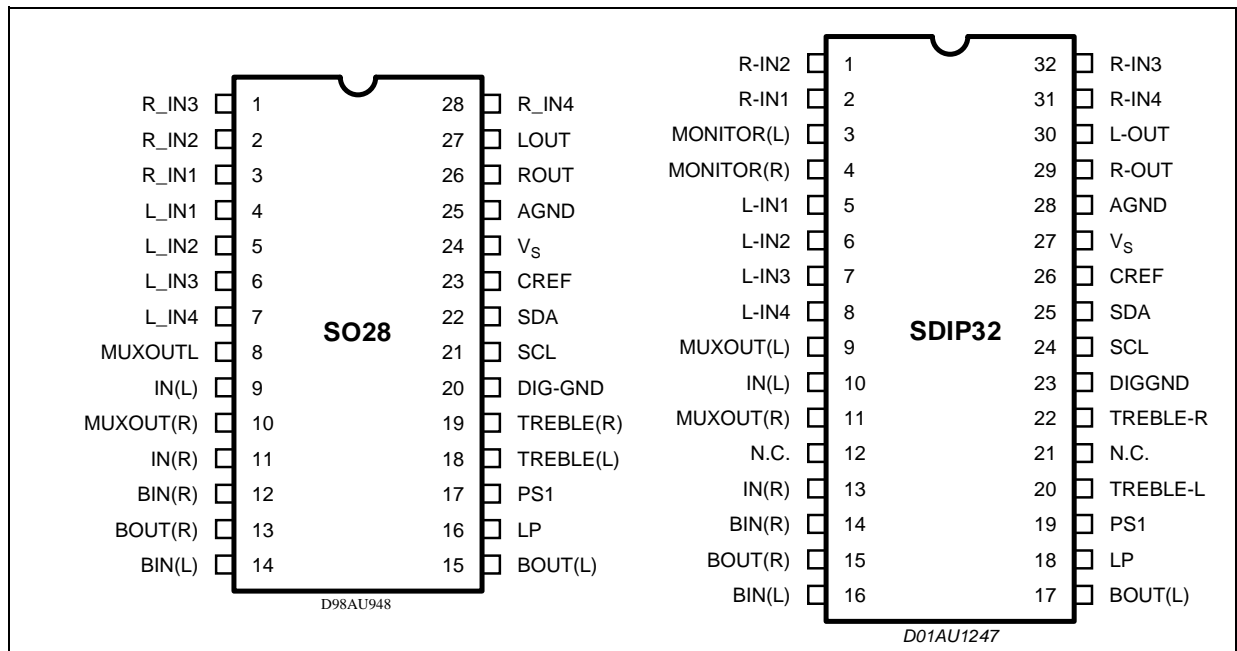 R_IN3 1 28 R_IN4
R_IN2 2 27 LOUT
R_IN1 3 26 ROUT
L_IN1 4 25 AGND
L_IN2 5 24 VS
L_IN3 6 23 CREF
L_IN4 7 22 SDA
SO28
MUXOUTL 8 21 SCL
IN(L) 9 20 DIG-GND
MUXOUT(R) 10 19 TREBLE(R)
IN(R) 11 18 TREBLE(L)
BIN(R) 12 17 PS1
BOUT(R) 13 16 LP
BIN(L) 14 15 BOUT(L)
D98AU948
R-IN2 1 32 R-IN3
R-IN1 2 31 R-IN4
MONITOR(L) 3 30 L-OUT
MONITOR(R) 4 29 R-OUT
L-IN1 5 28 AGND
L-IN2 6 27 VS
L-IN3 7 26 CREF
L-IN4 8 25 SDA
SDIP32
MUXOUT(L) 9 24 SCL
IN(L) 10 23 DIGGND
MUXOUT(R) 11 22 TREBLE-R
N.C. 12 21 N.C.
IN(R) 13 20 TREBLE-L
BIN(R) 14 19 PS1
BOUT(R) 15 18 LP
BIN(L) 16 17 BOUT(L)
D01AU1247